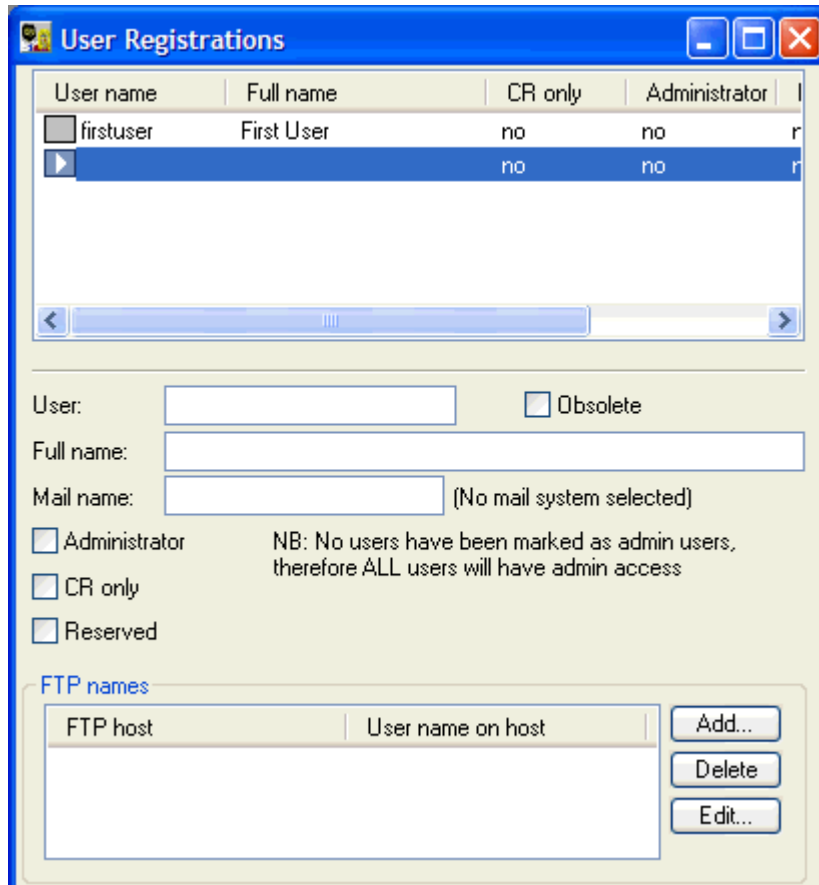 User Registrations
User name Full name CR only Administrator
firstuser First User no no
no no
User: Obsolete
Full name:
Mail name: (No mail system selected)
Administrator NB: No users have been marked as admin users,
therefore ALL users will have admin access
CR only
Reserved
FTP names
FTP host User name on host Add...
Delete
Edit...